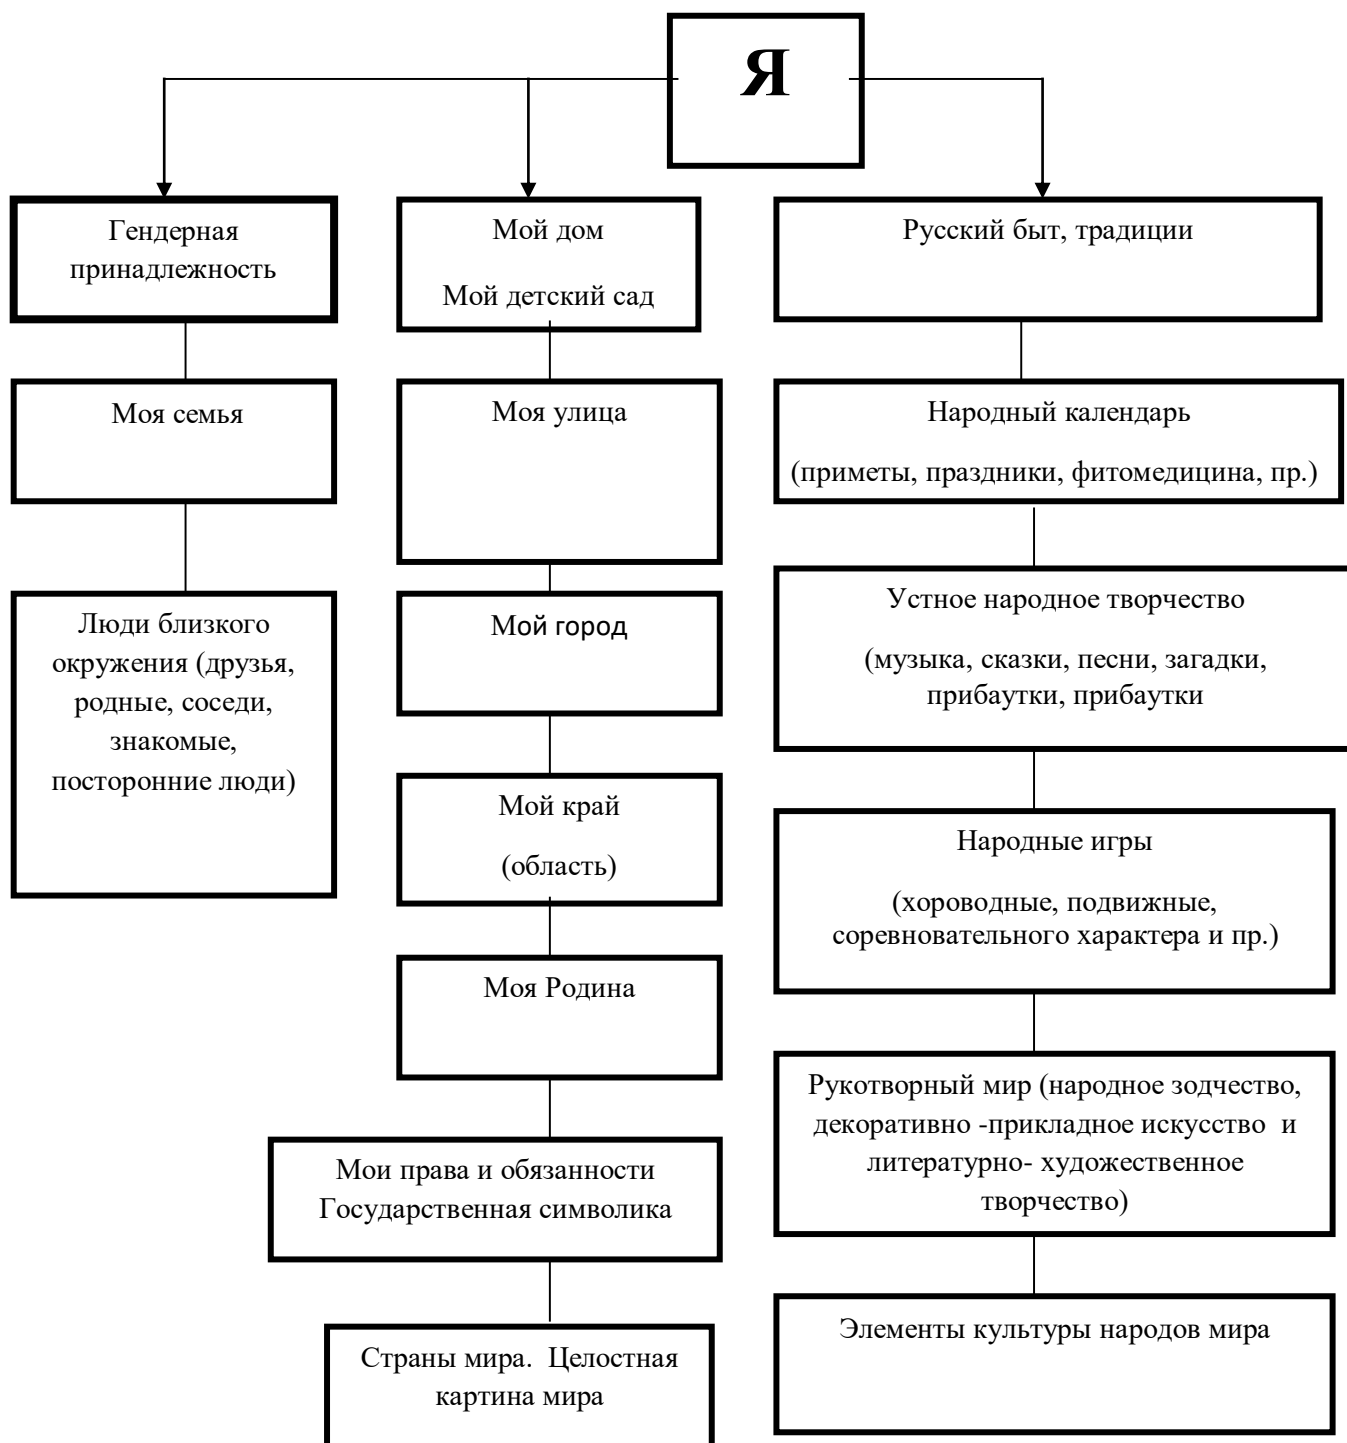 Я
Гендерная
принадлежность
Моя семья
Люди близкого
окружения (друзья,
родные, соседи,
знакомые,
посторонние люди)
Мой дом
Мой детский сад
Моя улица
Мой город
Мой край
(область)
Моя Родина
Мои права и обязанности
Государственная символика
Страны мира. Целостная
картина мира
Русский быт, традиции
Народный календарь
(приметы, праздники, фитомедицина, пр.)
Устное народное творчество
(музыка, сказки, песни, загадки,
прибаутки, прибаутки
Народные игры
(хороводные, подвижные,
соревновательного характера и пр.)
Рукотворный мир (народное зодчество,
декоративно -прикладное искусство и
литературно- художественное
творчество)
Элементы культуры народов мира